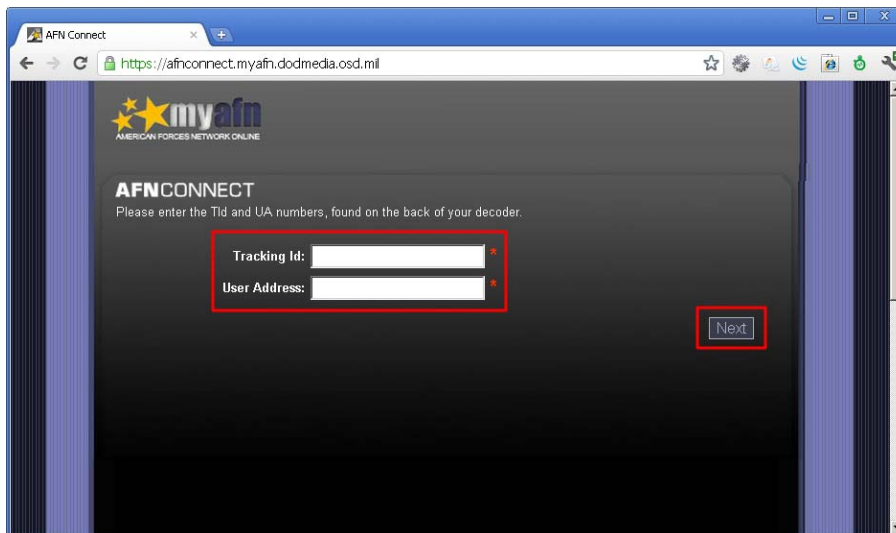 AFN Connect
https://afnconnect.myafn.dodmedia.osd.mil
myafn
AMERICAN FORCES NETWORK ONLINE
AFNCONNECT
Please enter the TId and UA numbers, found on the back of your decoder.
Tracking Id: *
User Address: *
Next